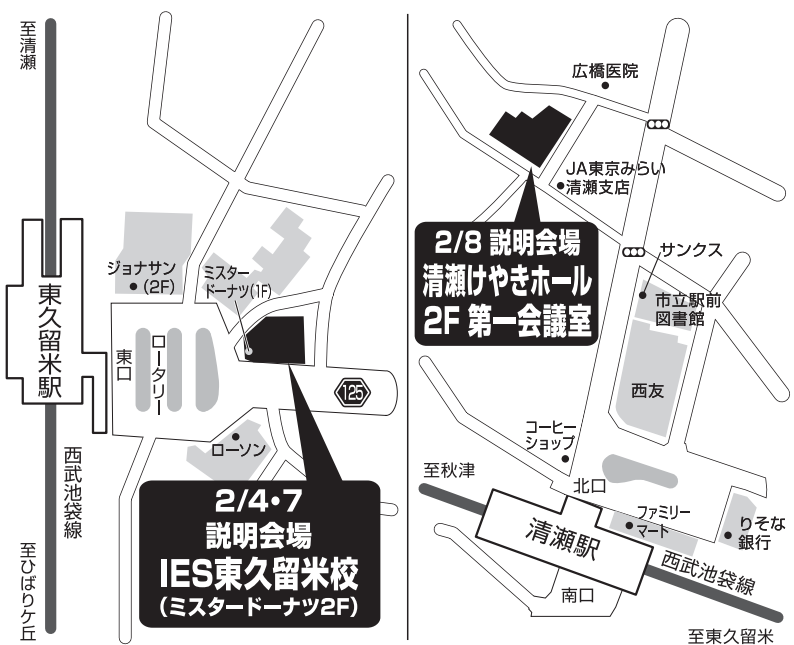 至清瀬
ジョナサン
(2F)
ミスター
ドーナツ(1F)
東久留米駅
東口
ロータリー
125
ローソン
西武池袋線
至ひばりケ丘
2/4・7
説明会場
IES東久留米校
(ミスタードーナツ2F)
広橋医院
JA東京みらい
清瀬支店
2/8 説明会場
清瀬けやきホール
2F 第一会議室
サンクス
市立駅前
図書館
西友
コーヒー
ショップ
至秋津
北口
ファミリー
マート
りそな
銀行
清瀬駅
西武池袋線
南口
至東久留米